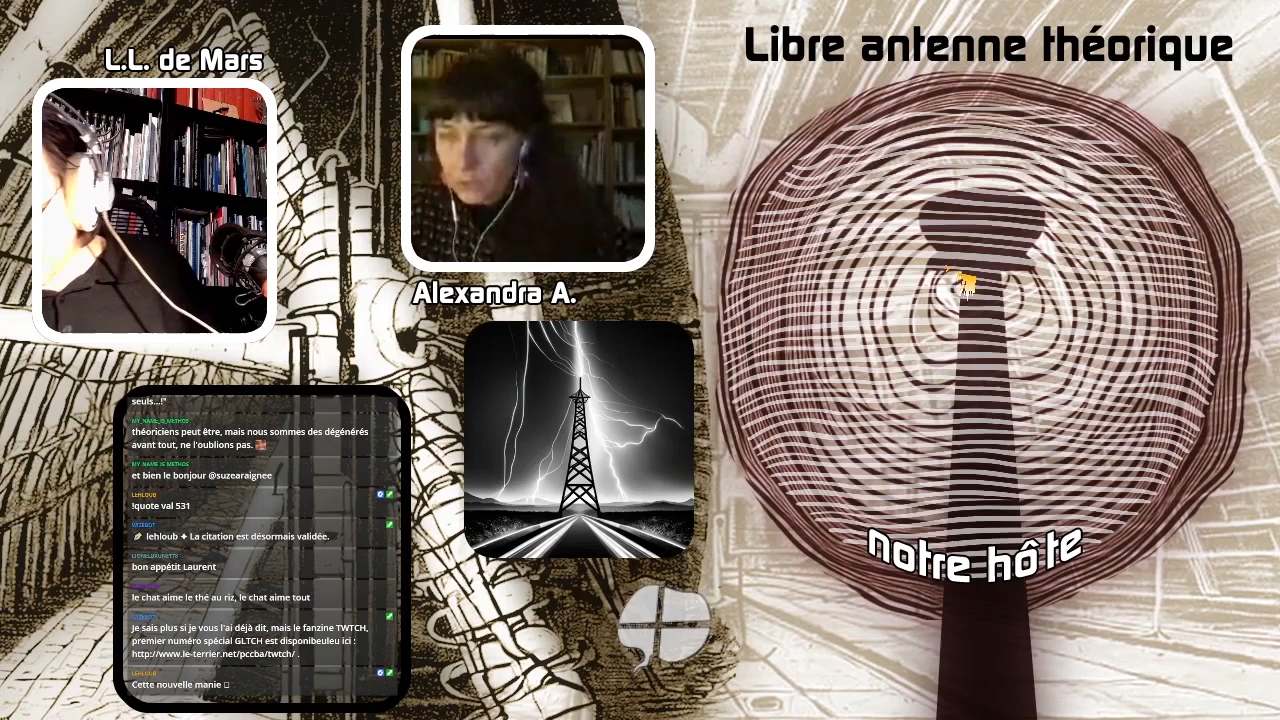 L.L. de Mars
Libre antenne théorique
Alexandra A.
seuls...!"
MY_NAME_IS_METHOS
théoriciens peut être, mais nous sommes des dégénérés
avant tout, ne l'oublions pas.
MY_NAME_IS_METHOS
et bien le bonjour @suzearaignee
LEHLOUB
!quote val 531
WIZEBOT
lehloub ✦ La citation est désormais validée.
bon appétit Laurent
le chat aime le thé au riz, le chat aime tout
Je sais plus si je vous l'ai déjà dit, mais le fanzine TWTCH,
premier numéro spécial GLTCH est disponibeuleu ici :
http://www.le-terrier.net/pccba/twtch/ .
LEHLOUB
Cette nouvelle manie
notre hôte